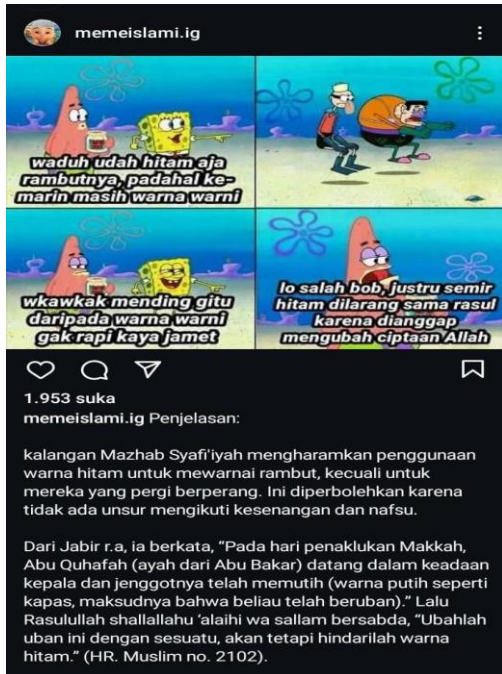 memeislami.ig
waduh udah hitam aja
rambutnya, padahal ke-
marin masih warna warni
wkawkak mending gitu
daripada warna warni
gak rapi kaya jamet
lo salah bob, justru semir
hitam dilarang sama rasul
karena dianggap
mengubah ciptaan Allah
1.953 suka
memeislami.ig Penjelasan:
kalangan Mazhab Syafi'iyah mengharamkan penggunaan
warna hitam untuk mewarnai rambut, kecuali untuk
mereka yang pergi berperang. Ini diperbolehkan karena
tidak ada unsur mengikuti kesenangan dan nafsu.
Dari Jabir r.a, ia berkata, “Pada hari penaklukan Makkah,
Abu Quhafah (ayah dari Abu Bakar) datang dalam keadaan
kepala dan jenggotnya telah memutih (warna putih seperti
kapas, maksudnya bahwa beliau telah beruban).” Lalu
Rasulullah shallallahu ‘alaihi wa sallam bersabda, “Ubahlah
uban ini dengan sesuatu, akan tetapi hindarilah warna
hitam.” (HR. Muslim no. 2102).